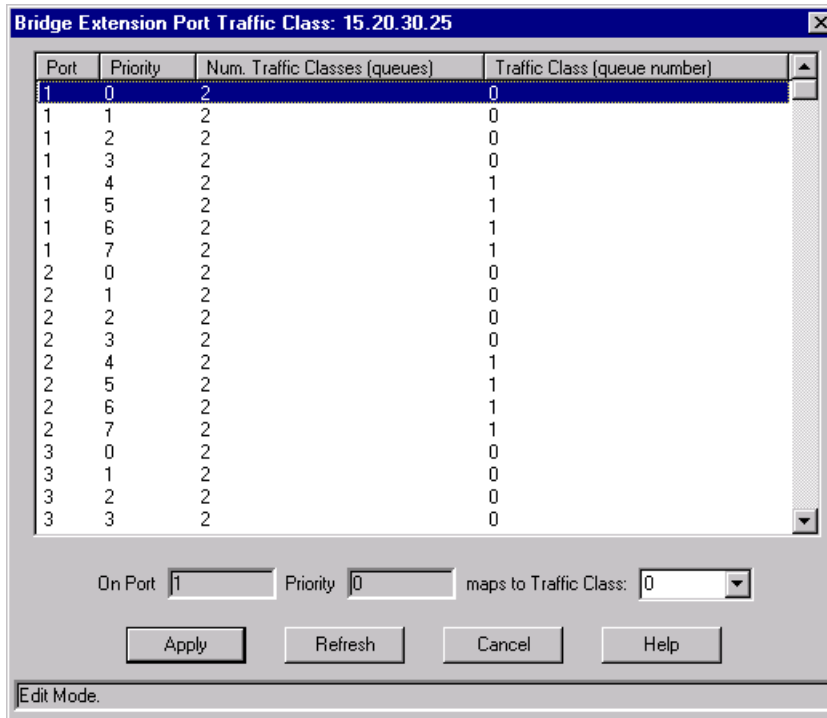 Bridge Extension Port Traffic Class: 15.20.30.25
Port Priority Num. Traffic Classes (queues) Traffic Class (queue number)
1 0 2 0
1 1 2 0
1 2 2 0
1 3 2 0
1 4 2 1
1 5 2 1
1 6 2 1
1 7 2 1
2 0 2 0
2 1 2 0
2 2 2 0
2 3 2 0
2 4 2 1
2 5 2 1
2 6 2 1
2 7 2 1
3 0 2 0
3 1 2 0
3 2 2 0
3 3 2 0
On Port 1 Priority 0 maps to Traffic Class: 0
Apply Refresh Cancel Help
Edit Mode.